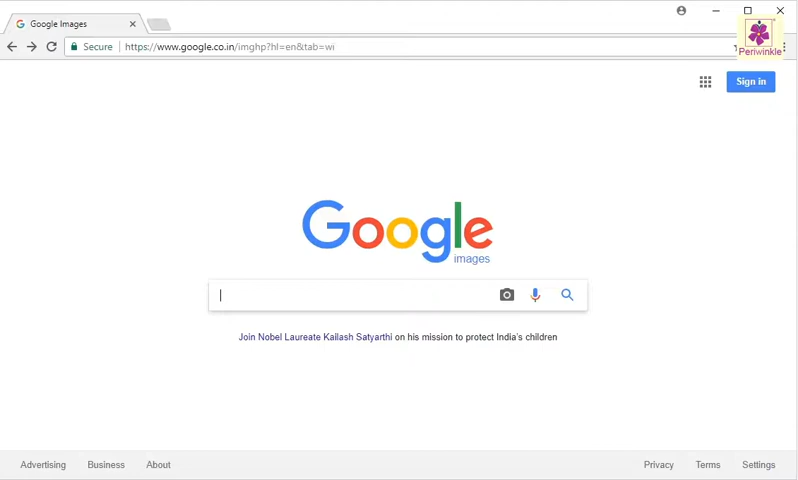 Google Images
Secure https://www.google.co.in/imghp?hl=en&tab=wi
Periwinkle
Sign in
Google
images
Join Nobel Laureate Kailash Satyarthi on his mission to protect India's children
Advertising Business About Privacy Terms Settings